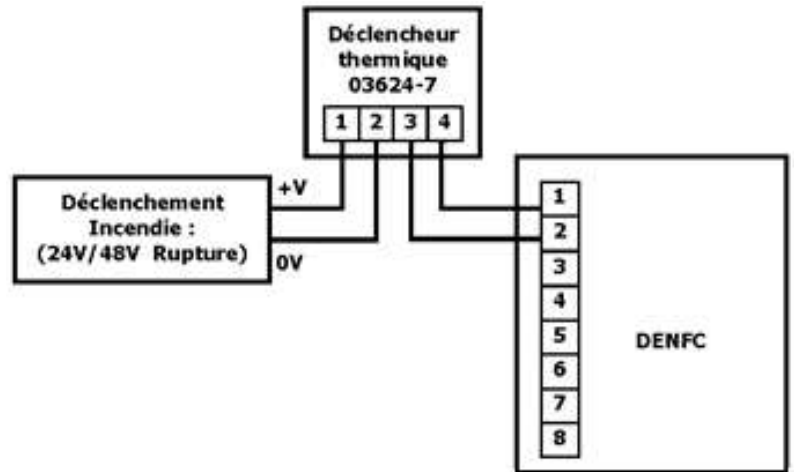 Déclencheur
thermique
03624-7
1 2 3 4
Déclenchement
Incendie :
(24V/48V Rupture)
+V
0V
1
2
3
4
5
6
7
8
DENFC